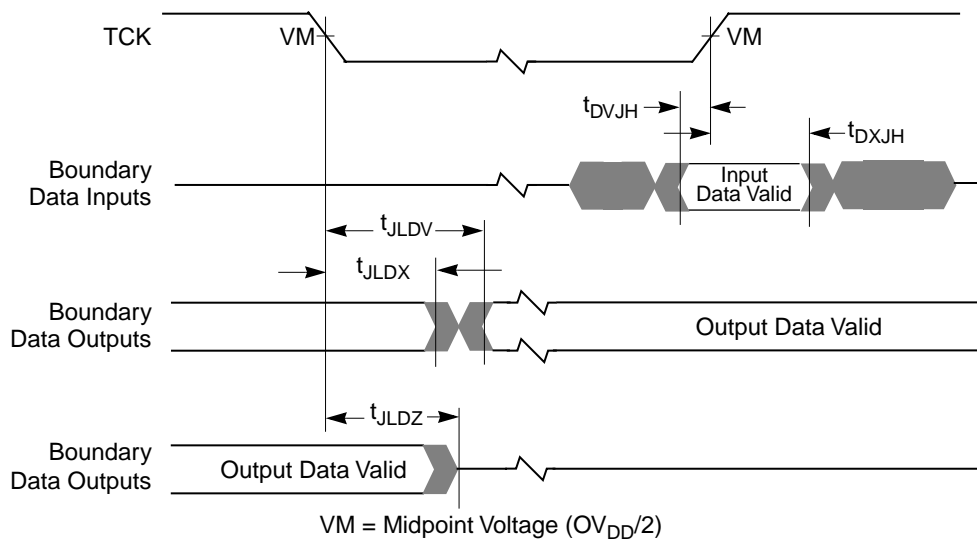 TCK
VM
VM
tDVJH
tDXJH
Boundary
Data Inputs
Input
Data Valid
tJLDV
tJLDX
Boundary
Data Outputs
Output Data Valid
tJLDZ
Boundary
Data Outputs
Output Data Valid
VM = Midpoint Voltage (OVDD/2)